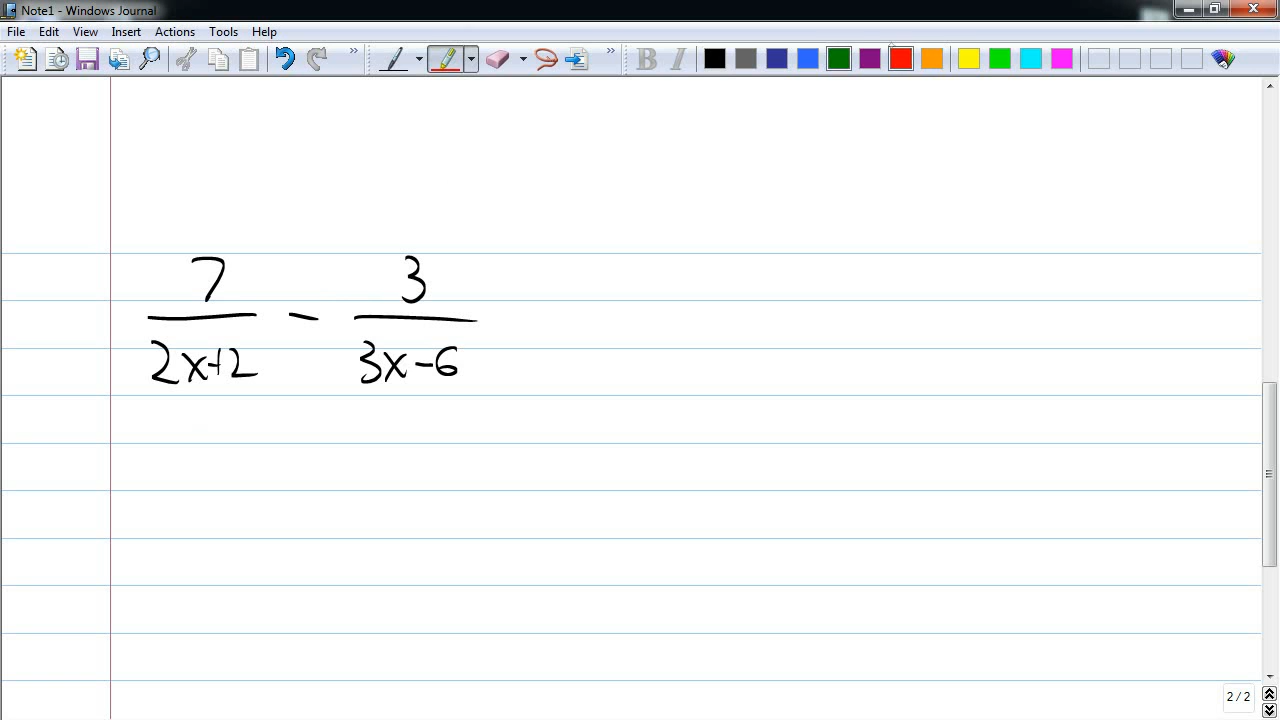 Note1 - Windows Journal
File Edit View Insert Actions Tools Help
B I
7 3
— - —
2x+2 3x-6
2 / 2